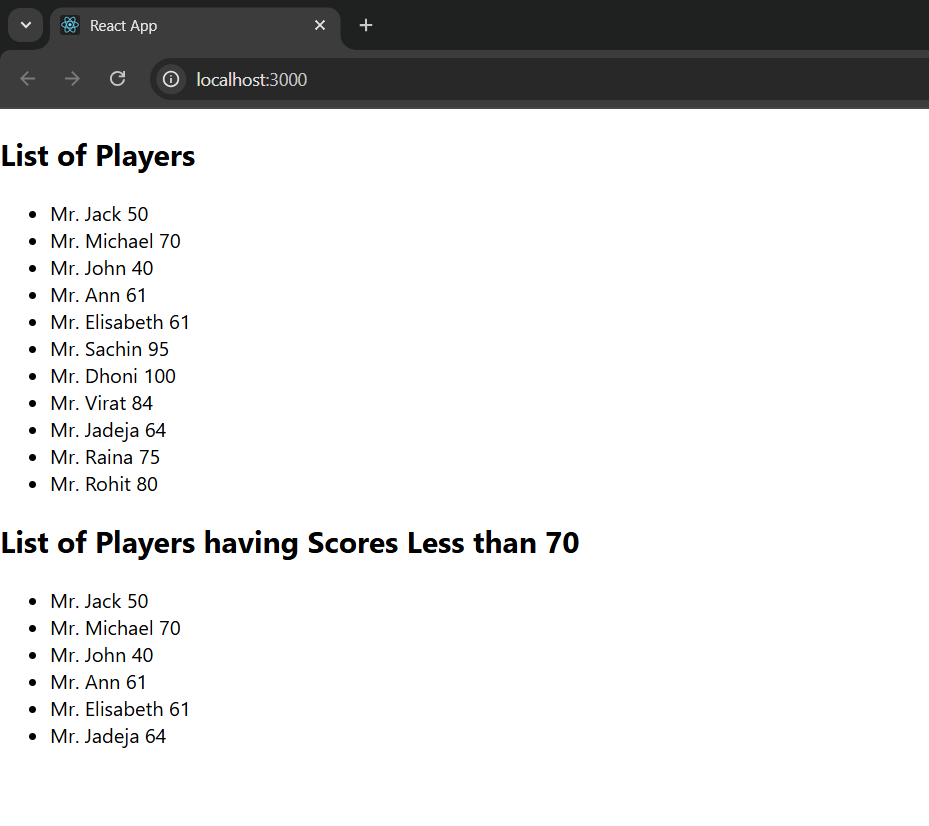 React App
localhost:3000
List of Players
Mr. Jack 50
Mr. Michael 70
Mr. John 40
Mr. Ann 61
Mr. Elisabeth 61
Mr. Sachin 95
Mr. Dhoni 100
Mr. Virat 84
Mr. Jadeja 64
Mr. Raina 75
Mr. Rohit 80
List of Players having Scores Less than 70
Mr. Jack 50
Mr. Michael 70
Mr. John 40
Mr. Ann 61
Mr. Elisabeth 61
Mr. Jadeja 64